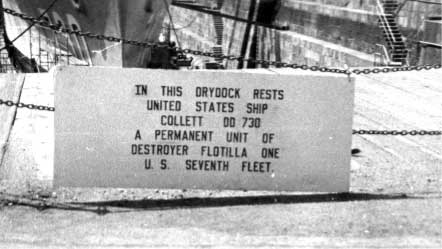 IN THIS DRYDOCK RESTS
UNITED STATES SHIP
COLLETT DD 730
A PERMANENT UNIT OF
DESTROYER FLOTILLA ONE
U. S. SEVENTH FLEET.